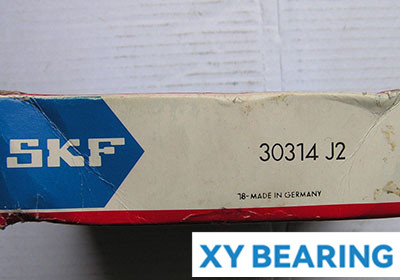 SKF
30314 J2
18-MADE IN GERMANY
XY BEARING